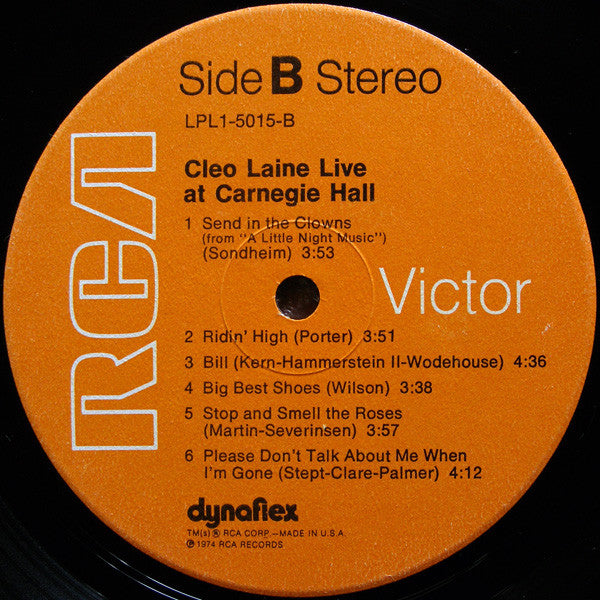 Side B Stereo
LPL1-5015-B
Cleo Laine Live
at Carnegie Hall
1 Send in the Clowns
(from "A Little Night Music")
(Sondheim) 3:53
RCA
Victor
2 Ridin' High (Porter) 3:51
3 Bill (Kern-Hammerstein II-Wodehouse) 4:36
4 Big Best Shoes (Wilson) 3:38
5 Stop and Smell the Roses
(Martin-Severinsen) 3:57
6 Please Don't Talk About Me When
I'm Gone (Stept-Clare-Palmer) 4:12
dynaflex
TM(s) ® RCA CORP.—MADE IN U.S.A.
℗ 1974 RCA RECORDS